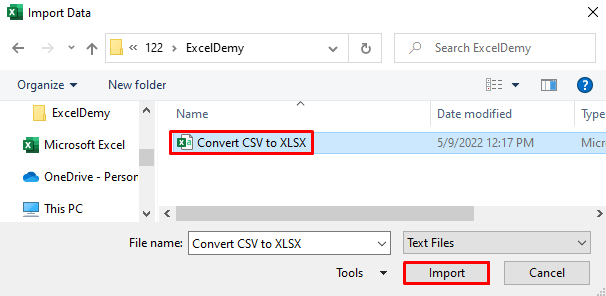 Import Data
« 122 > ExcelDemy
Search ExcelDemy
Organize New folder ?
Name Date modified Type
ExcelDemy
Convert CSV to XLSX 5/9/2022 12:17 PM Micr
Microsoft Excel
OneDrive - Person
This PC
File name: Convert CSV to XLSX Text Files
Tools Import Cancel